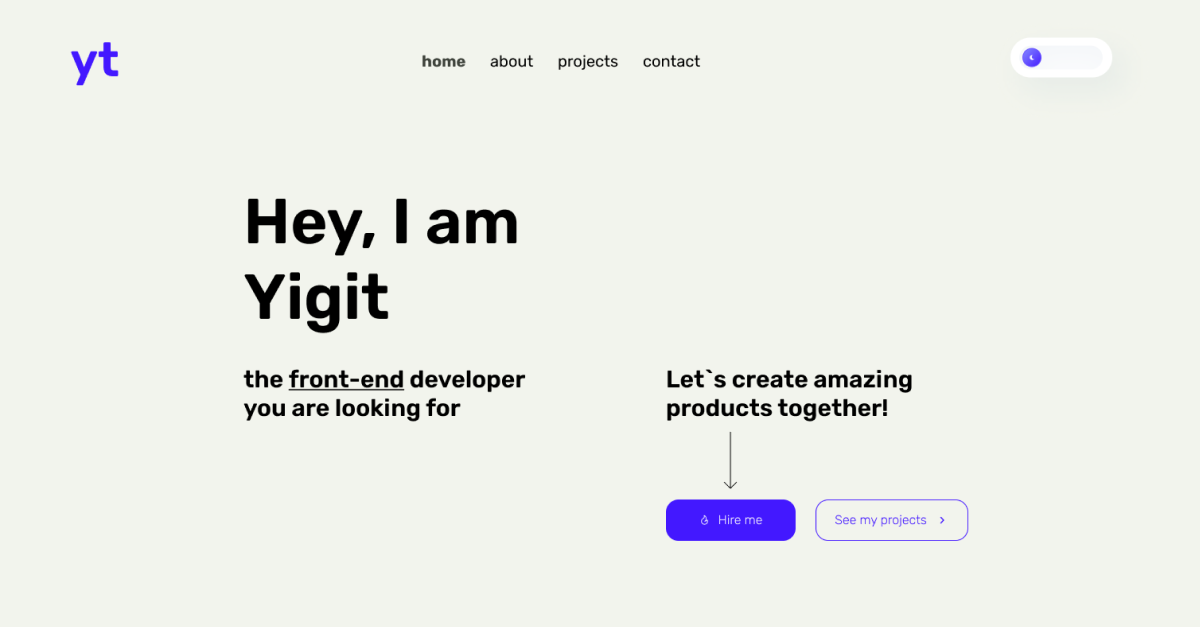 yt
home about projects contact
Hey, I am
Yigit
the front-end developer
you are looking for
Let`s create amazing
products together!
Hire me
See my projects